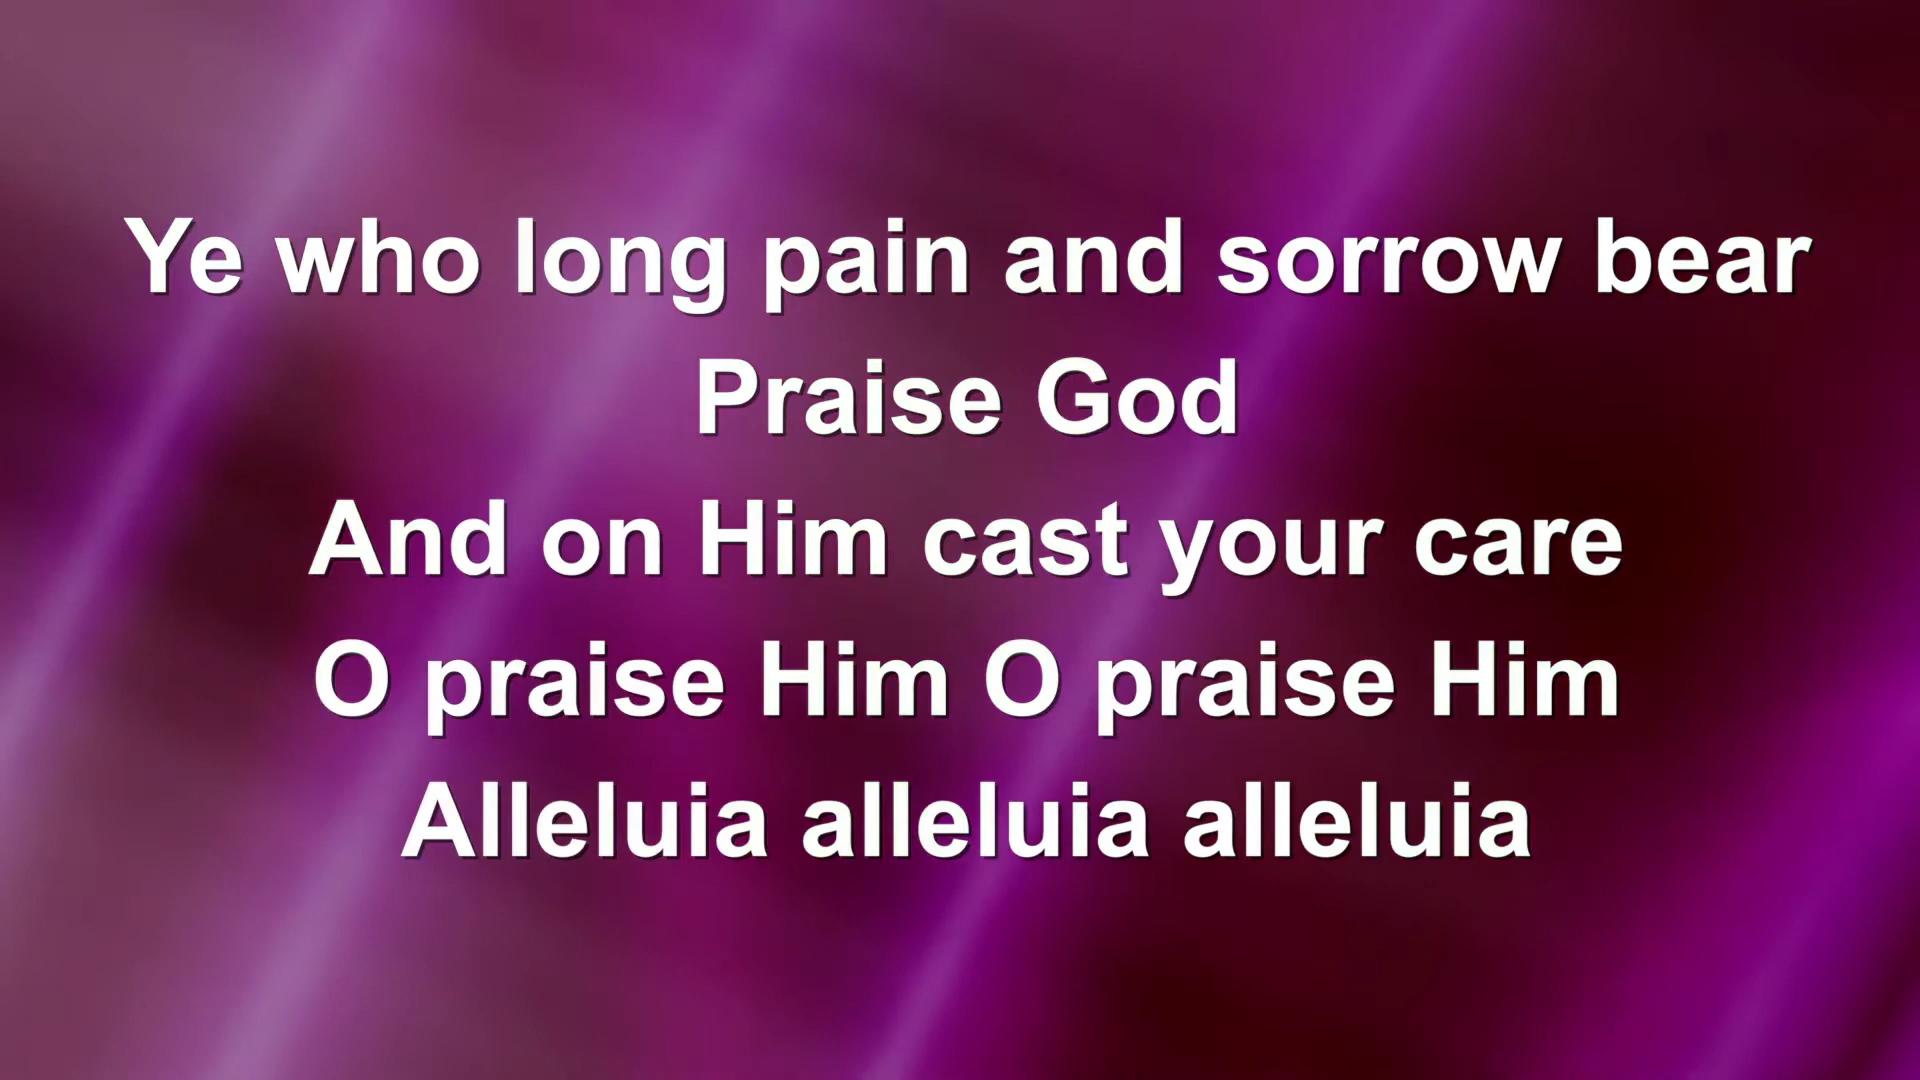 Ye who long pain and sorrow bear
Praise God
And on Him cast your care
O praise Him O praise Him
Alleluia alleluia alleluia